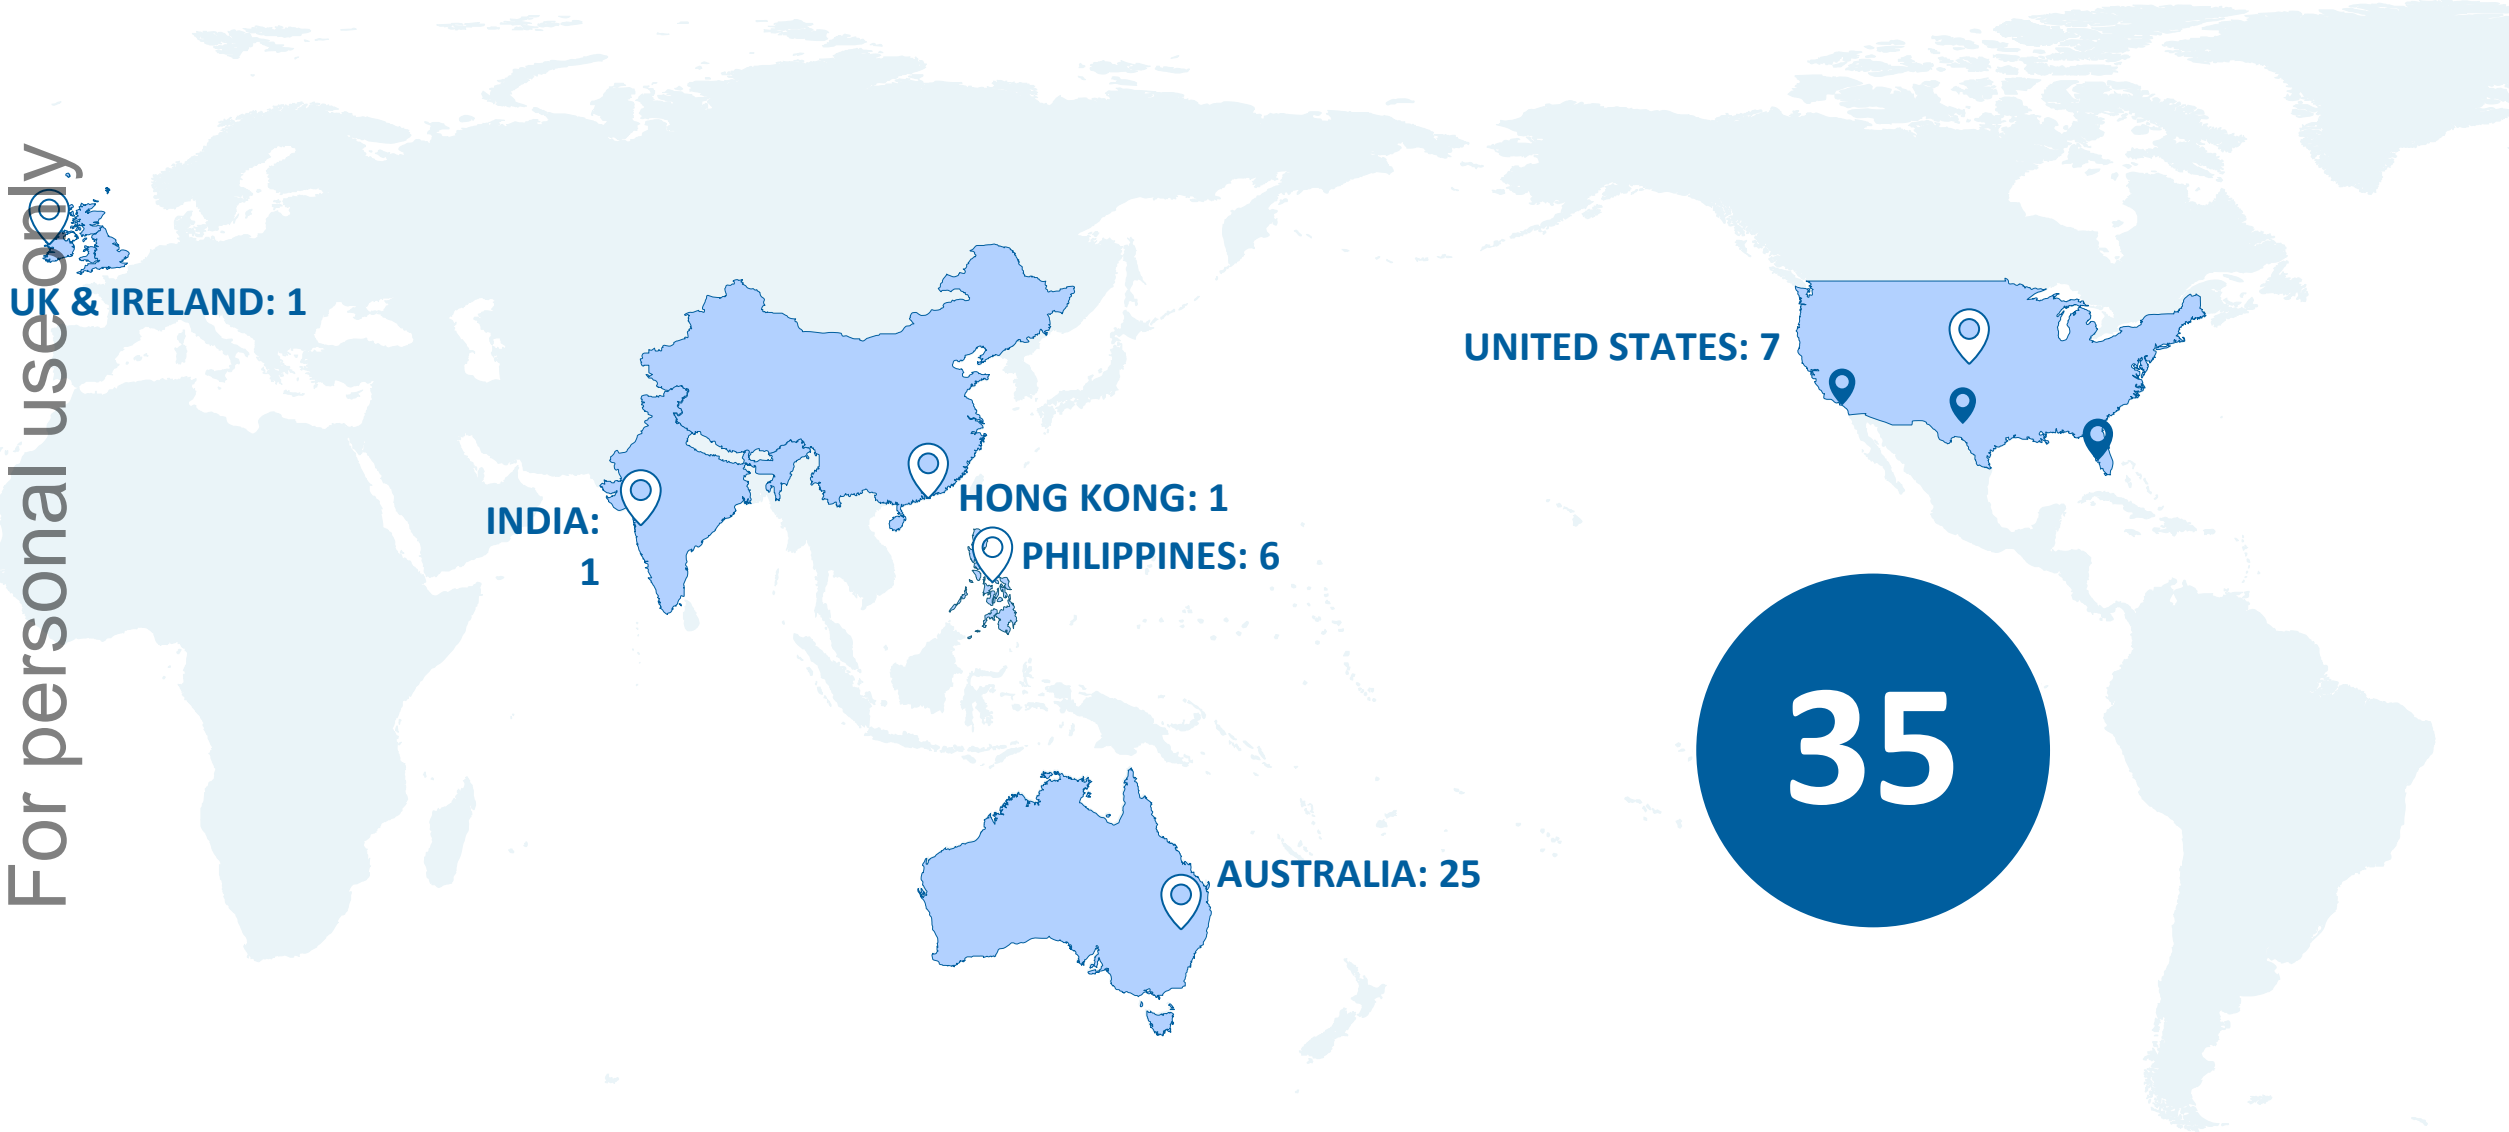 For personal use only
UK & IRELAND: 1
UNITED STATES: 7
HONG KONG: 1
INDIA:
1
PHILIPPINES: 6
35
AUSTRALIA: 25